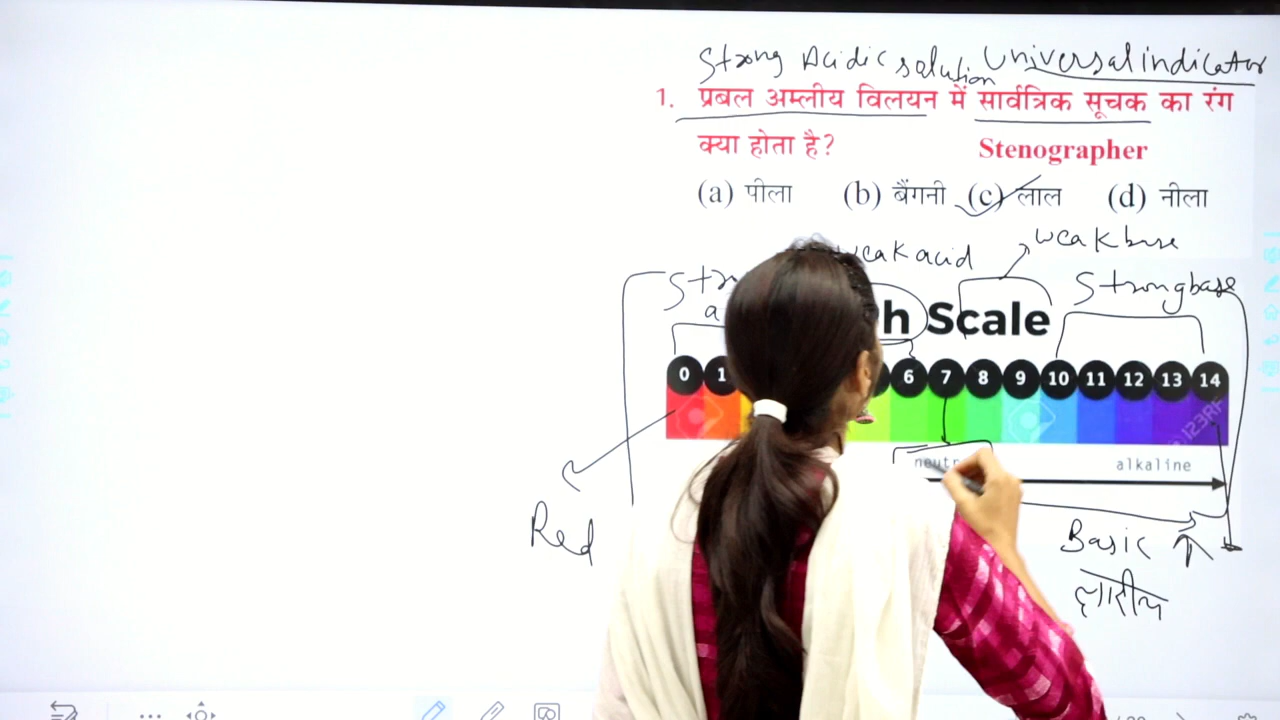 Strong Acidic solution Universal indicator
1. प्रबल अम्लीय विलयन में सार्वत्रिक सूचक का रंग
क्या होता है? Stenographer
(a) पीला (b) बैंगनी (c) लाल (d) नीला
weak acid weak base
Strong base
h Scale
0 1 6 7 8 9 10 11 12 13 14
123RF
alkaline
Red
Basic
क्षारीय